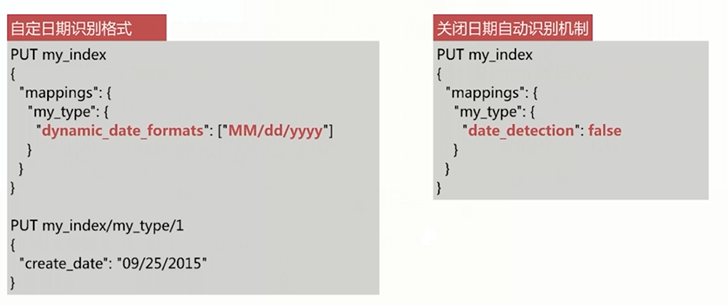 自定日期识别格式
PUT my_index
{
  "mappings": {
    "my_type": {
      "dynamic_date_formats": ["MM/dd/yyyy"]
    }
  }
}
PUT my_index/my_type/1
{
  "create_date": "09/25/2015"
}
关闭日期自动识别机制
PUT my_index
{
  "mappings": {
    "my_type": {
      "date_detection": false
    }
  }
}